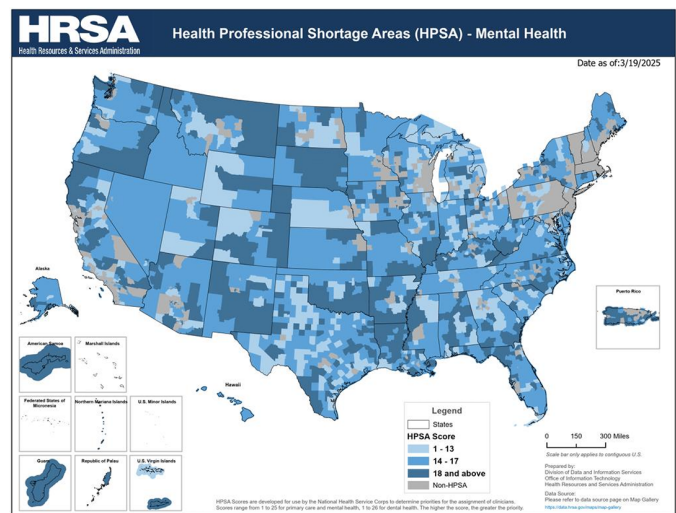 HRSA
Health Resources & Services Administration
Health Professional Shortage Areas (HPSA) - Mental Health
Date as of:3/19/2025
Alaska
American Samoa
Marshall Islands
Federated States of
Micronesia
Northern Mariana Islands
U.S. Minor Islands
Guam
Republic of Palau
U.S. Virgin Islands
Hawaii
Puerto Rico
Legend
States
HPSA Score
1 - 13
14 - 17
18 and above
Non-HPSA
0 150 300 Miles
Scale bar only applies to contiguous U.S.
Prepared by:
Division of Data and Information Services
Office of Information Technology
Health Resources and Services Administration
Data Source:
Please refer to data source page on Map Gallery
https://data.hrsa.gov/maps/map-gallery
HPSA Scores are developed for use by the National Health Service Corps to determine priorities for the assignment of clinicians.
Scores range from 1 to 25 for primary care and mental health, 1 to 26 for dental health. The higher the score, the greater the priority.